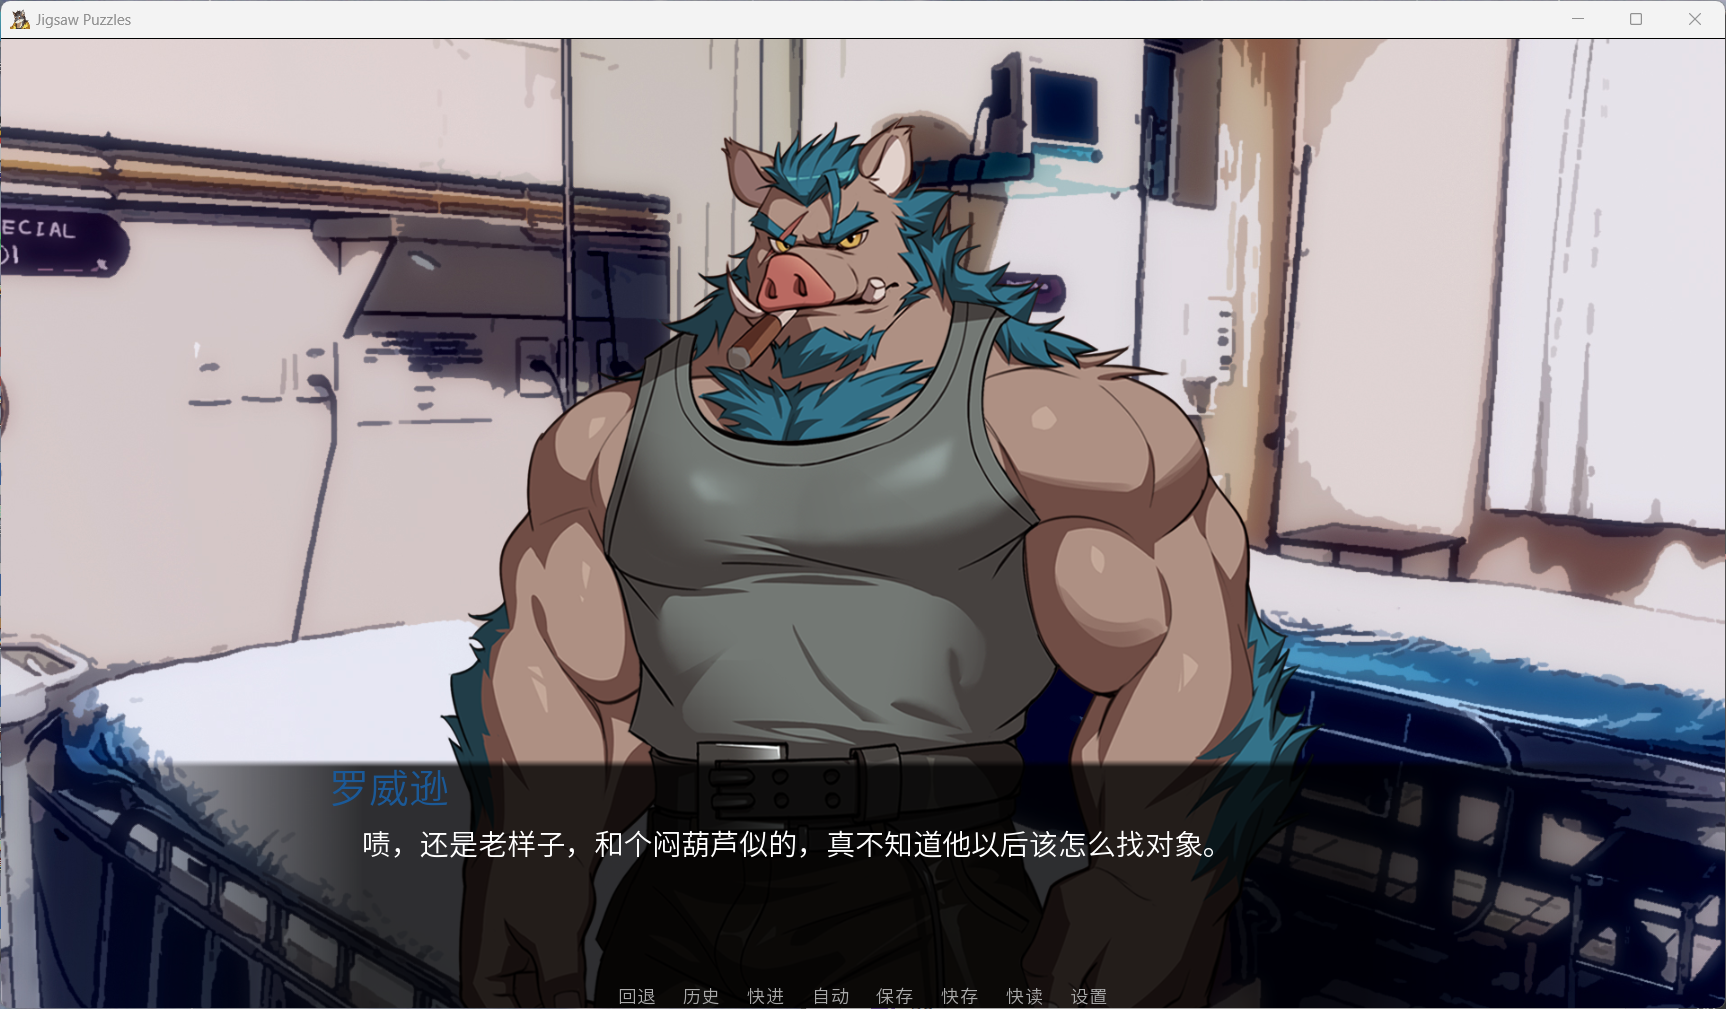 Jigsaw Puzzles
ECIAL
01
罗威逊
啧，还是老样子，和个闷葫芦似的，真不知道他以后该怎么找对象。
回退 历史 快进 自动 保存 快存 快读 设置